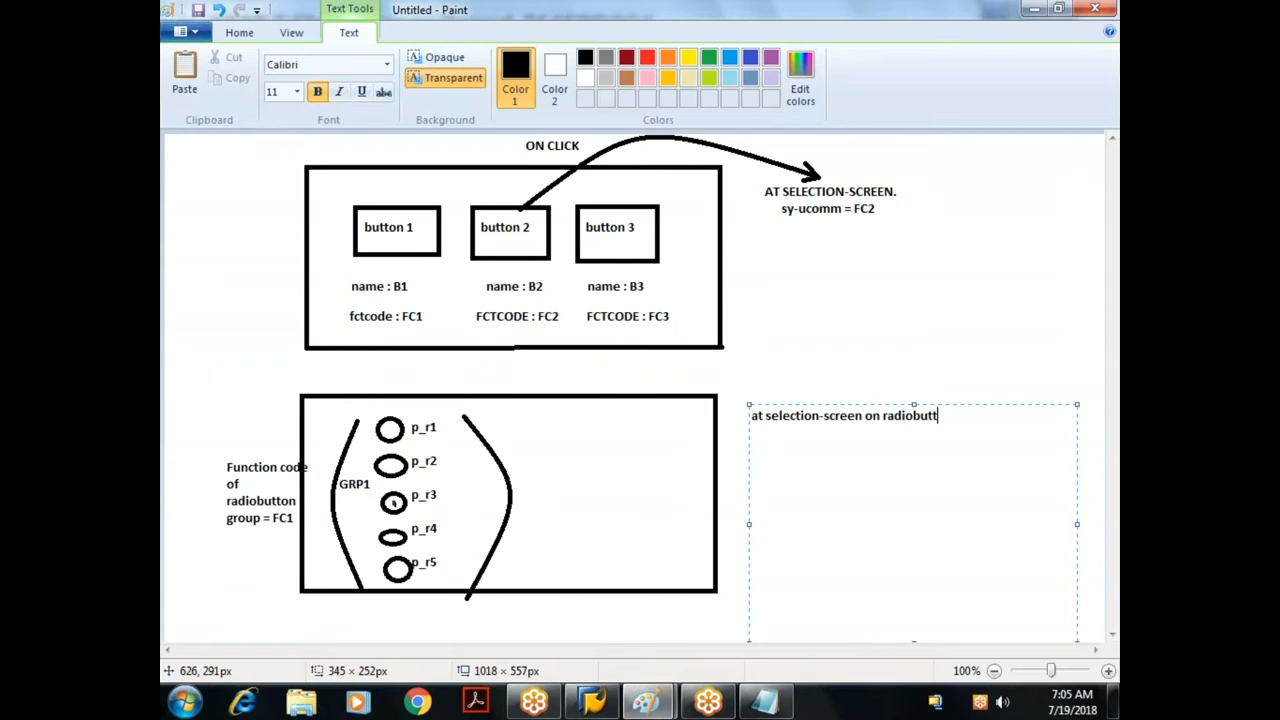 Text Tools
Untitled - Paint
Home
View
Text
Paste
Cut
Copy
Clipboard
Calibri
11
B
I
U
abc
Font
A
Opaque
A
Transparent
Background
Color
1
Color
2
Edit
colors
Colors
ON CLICK
AT SELECTION-SCREEN.
sy-ucomm = FC2
button 1
button 2
button 3
name : B1
name : B2
name : B3
fctcode : FC1
FCTCODE : FC2
FCTCODE : FC3
at selection-screen on radiobutt
p_r1
p_r2
p_r3
p_r4
p_r5
GRP1
Function code
of
radiobutton
group = FC1
626, 291px
345 × 252px
1018 × 557px
100%
7:05 AM
7/19/2018